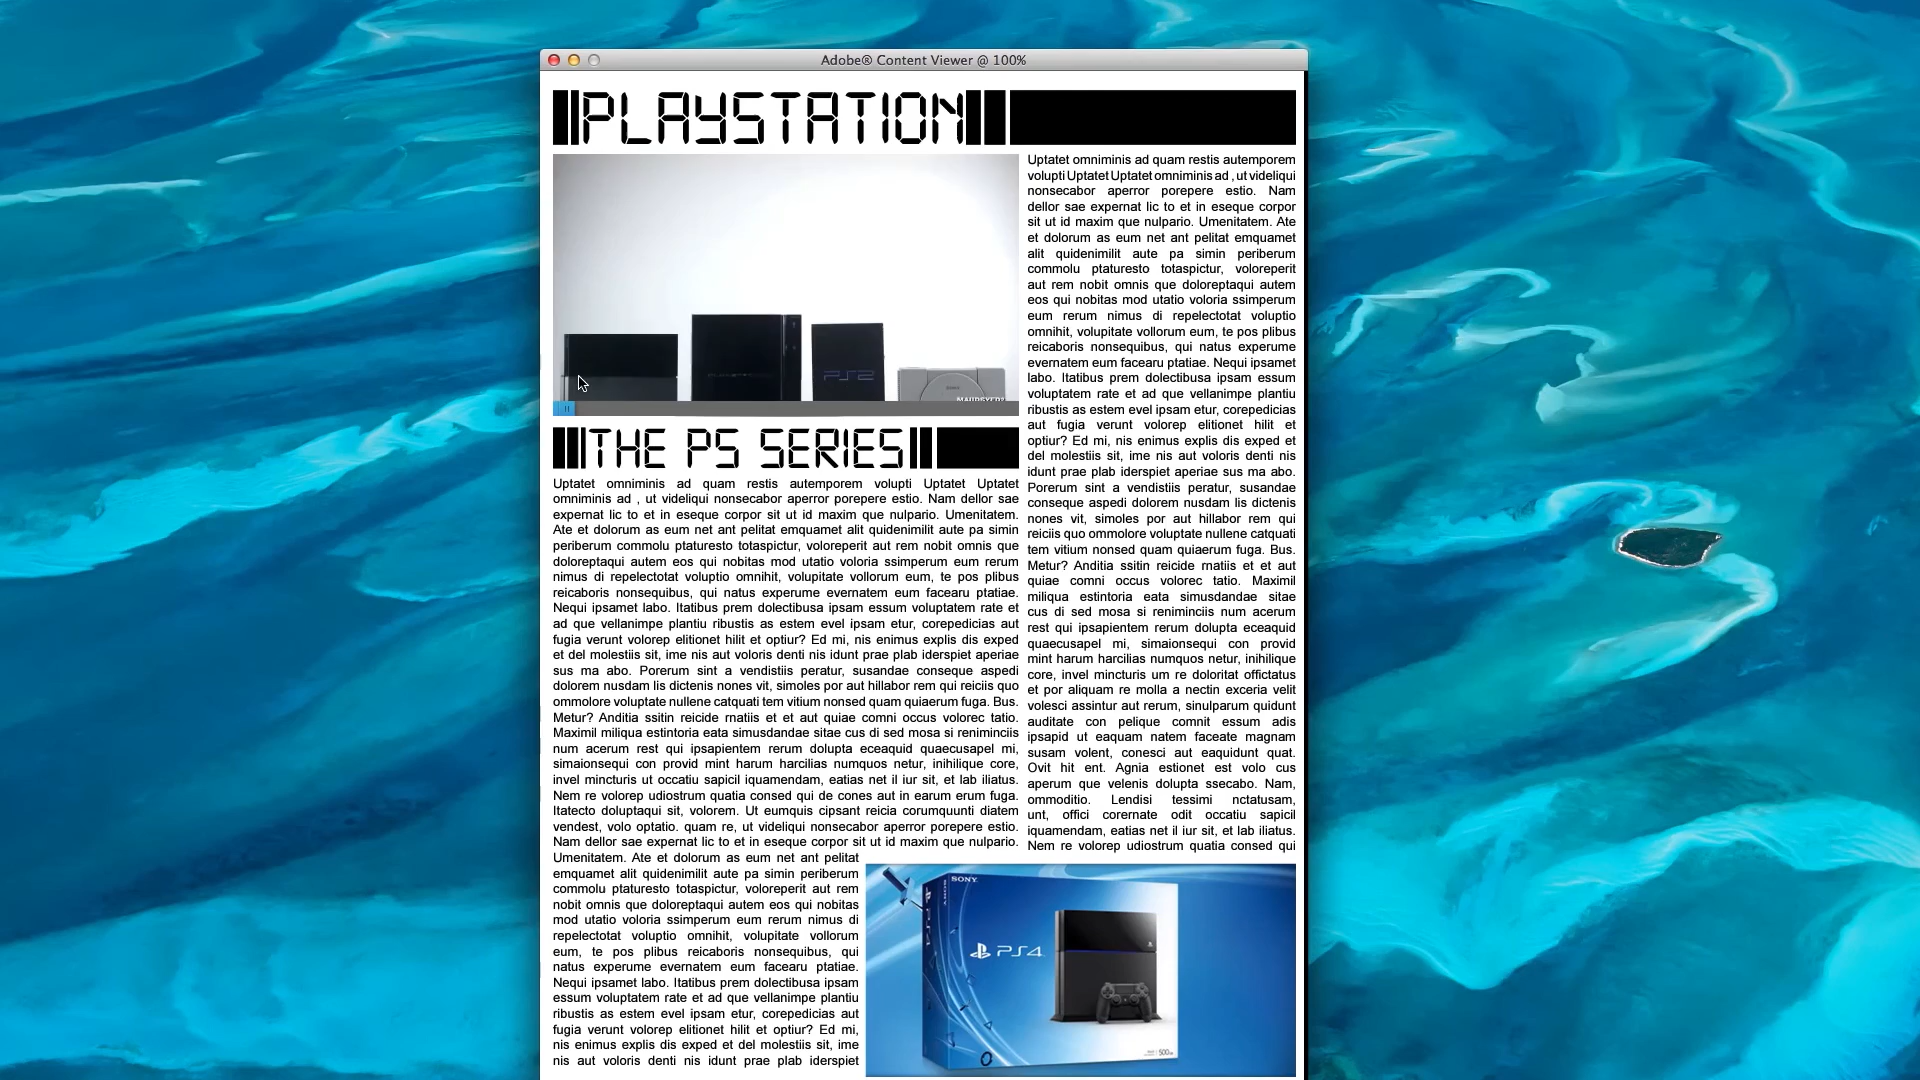 Adobe® Content Viewer @ 100%
PLAYSTATION
PS2
SONY
THE PS SERIES
Uptatet omniminis ad quam restis autemporem volupti Uptatet Uptatet
omniminis ad , ut videliqui nonsecabor aperror porepere estio. Nam dellor sae
expernat lic to et in eseque corpor sit ut id maxim que nulpario. Umenitatem.
Ate et dolorum as eum net ant pelitat emquamet alit quidenimilit aute pa simin
periberum commolu ptaturesto totaspictur, voloreperit aut rem nobit omnis que
doloreptaqui autem eos qui nobitas mod utatio voloria ssimperum eum rerum
nimus di repelectotat voluptio omnihit, volupitate vollorum eum, te pos plibus
reicaboris nonsequibus, qui natus experume evernatem eum facearu ptatiae.
Nequi ipsamet labo. Itatibus prem dolectibusa ipsam essum voluptatem rate et
ad que vellanimpe plantiu ribustis as estem evel ipsam etur, corepedicias aut
fugia verunt volorep elitionet hilit et optiur? Ed mi, nis enimus explis dis exped
et del molestiis sit, ime nis aut voloris denti nis idunt prae plab iderspiet aperiae
sus ma abo. Porerum sint a vendistiis peratur, susandae conseque aspedi
dolorem nusdam lis dictenis nones vit, simoles por aut hillabor rem qui reiciis quo
ommolore voluptate nullene catquati tem vitium nonsed quam quiaerum fuga. Bus.
Metur? Anditia ssitin reicide rnatiis et et aut quiae comni occus volorec tatio.
Maximil miliqua estintoria eata simusdandae sitae cus di sed mosa si reniminciis
num acerum rest qui ipsapientem rerum dolupta eceaquid quaecusapel mi,
simaionsequi con provid mint harum harcilias numquos netur, inihilique core,
invel mincturis ut occatiu sapicil iquamendam, eatias net il iur sit, et lab iliatus.
Nem re volorep udiostrum quatia consed qui de cones aut in earum erum fuga.
Itatecto doluptaqui sit, volorem. Ut eumquis cipsant reicia corumquunti diatem
vendest, volo optatio. quam re, ut videliqui nonsecabor aperror porepere estio.
Nam dellor sae expernat lic to et in eseque corpor sit ut id maxim que nulpario.
Umenitatem. Ate et dolorum as eum net ant pelitat
emquamet alit quidenimilit aute pa simin periberum
commolu ptaturesto totaspictur, voloreperit aut rem
nobit omnis que doloreptaqui autem eos qui nobitas
mod utatio voloria ssimperum eum rerum nimus di
repelectotat voluptio omnihit, volupitate vollorum
eum, te pos plibus reicaboris nonsequibus, qui
natus experume evernatem eum facearu ptatiae.
Nequi ipsamet labo. Itatibus prem dolectibusa ipsam
essum voluptatem rate et ad que vellanimpe plantiu
ribustis as estem evel ipsam etur, corepedicias aut
fugia verunt volorep elitionet hilit et optiur? Ed mi,
nis enimus explis dis exped et del molestiis sit, ime
nis aut voloris denti nis idunt prae plab iderspiet
Uptatet omniminis ad quam restis autemporem
volupti Uptatet Uptatet omniminis ad , ut videliqui
nonsecabor aperror porepere estio. Nam
dellor sae expernat lic to et in eseque corpor
sit ut id maxim que nulpario. Umenitatem. Ate
et dolorum as eum net ant pelitat emquamet
alit quidenimilit aute pa simin periberum
commolu ptaturesto totaspictur, voloreperit
aut rem nobit omnis que doloreptaqui autem
eos qui nobitas mod utatio voloria ssimperum
eum rerum nimus di repelectotat voluptio
omnihit, volupitate vollorum eum, te pos plibus
reicaboris nonsequibus, qui natus experume
evernatem eum facearu ptatiae. Nequi ipsamet
labo. Itatibus prem dolectibusa ipsam essum
voluptatem rate et ad que vellanimpe plantiu
ribustis as estem evel ipsam etur, corepedicias
aut fugia verunt volorep elitionet hilit et
optiur? Ed mi, nis enimus explis dis exped et
del molestiis sit, ime nis aut voloris denti nis
idunt prae plab iderspiet aperiae sus ma abo.
Porerum sint a vendistiis peratur, susandae
conseque aspedi dolorem nusdam lis dictenis
nones vit, simoles por aut hillabor rem qui
reiciis quo ommolore voluptate nullene catquati
tem vitium nonsed quam quiaerum fuga. Bus.
Metur? Anditia ssitin reicide rnatiis et et aut
quiae comni occus volorec tatio. Maximil
miliqua estintoria eata simusdandae sitae
cus di sed mosa si reniminciis num acerum
rest qui ipsapientem rerum dolupta eceaquid
quaecusapel mi, simaionsequi con provid
mint harum harcilias numquos netur, inihilique
core, invel mincturis um re doloritat offictatus
et por aliquam re molla a nectin exceria velit
volesci assintur aut rerum, sinulparum quidunt
auditate con pelique comnit essum adis
ipsapid ut eaquam natem faceate magnam
susam volent, conesci aut eaquidunt quat.
Ovit hit ent. Agnia estionet est volo cus
aperum que velenis dolupta ssecabo. Nam,
ommoditio. Lendisi tessimi nctatusam,
unt, offici corernate odit occatiu sapicil
iquamendam, eatias net il iur sit, et lab iliatus.
Nem re volorep udiostrum quatia consed qui
SONY
SONY
PS4
PS4